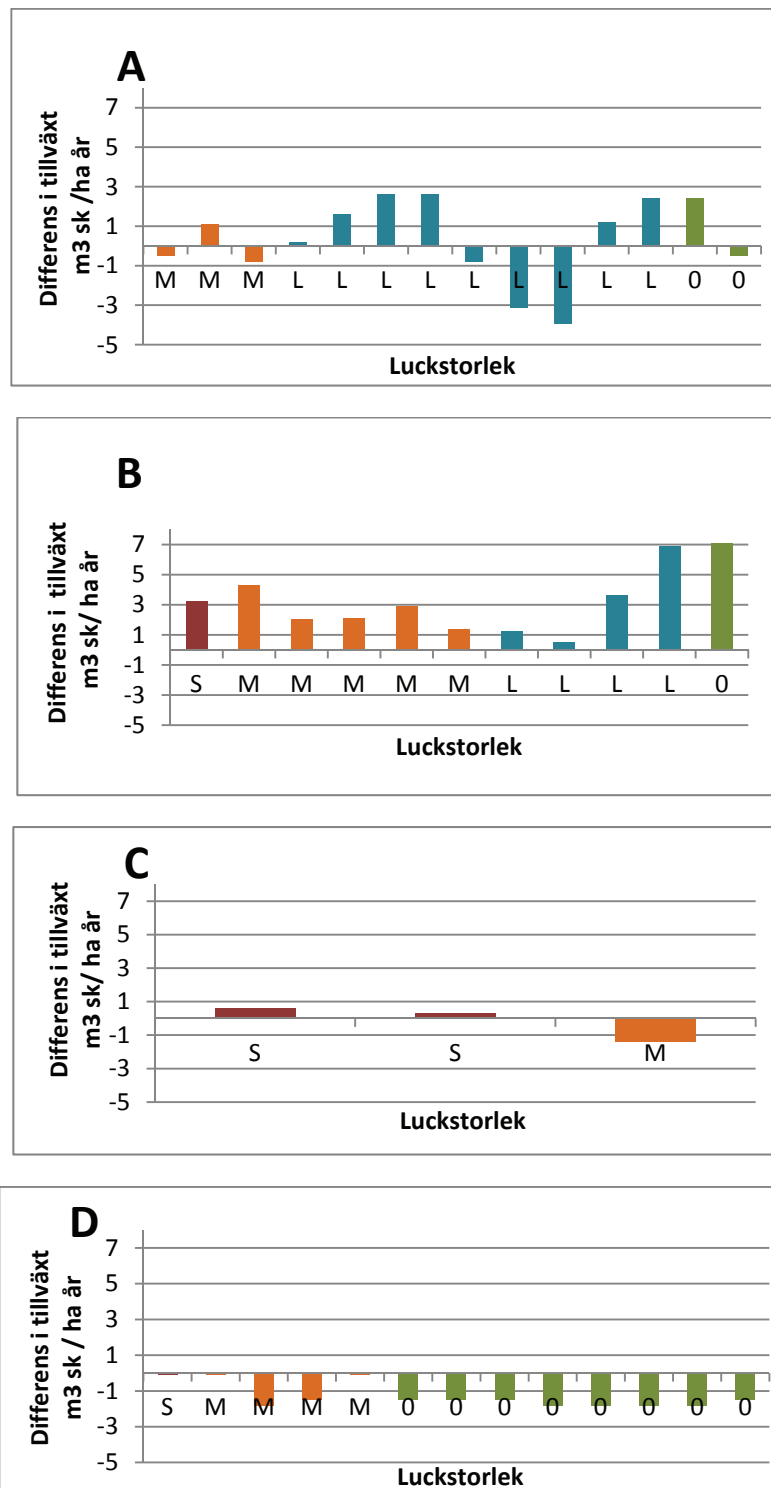 A
Differens i tillväxt
m3 sk /ha år
7
5
3
1
-1
-3
-5
M M M L L L L L L L L L 0 0
Luckstorlek
B
Differens i tillväxt
m3 sk/ ha år
7
5
3
1
-1
-3
-5
S M M M M M L L L L 0
Luckstorlek
C
Differens i tillväxt
m3 sk/ ha år
7
5
3
1
-1
-3
-5
S S M
Luckstorlek
D
Differens i tillväxt
m3 sk / ha år
7
5
3
1
-1
-3
-5
S M M M M 0 0 0 0 0 0 0 0
Luckstorlek